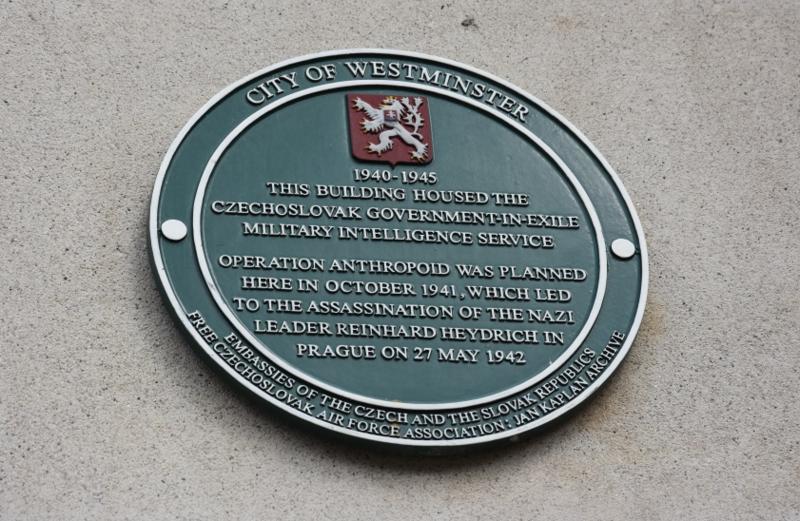 CITY OF WESTMINSTER
1940-1945
THIS BUILDING HOUSED THE
CZECHOSLOVAK GOVERNMENT-IN-EXILE
MILITARY INTELLIGENCE SERVICE
OPERATION ANTHROPOID WAS PLANNED
HERE IN OCTOBER 1941, WHICH LED
TO THE ASSASSINATION OF THE NAZI
LEADER REINHARD HEYDRICH IN
PRAGUE ON 27 MAY 1942
EMBASSIES OF THE CZECH AND THE SLOVAK REPUBLICS
FREE CZECHOSLOVAK AIR FORCE ASSOCIATION: JAN KAPLAN ARCHIVE